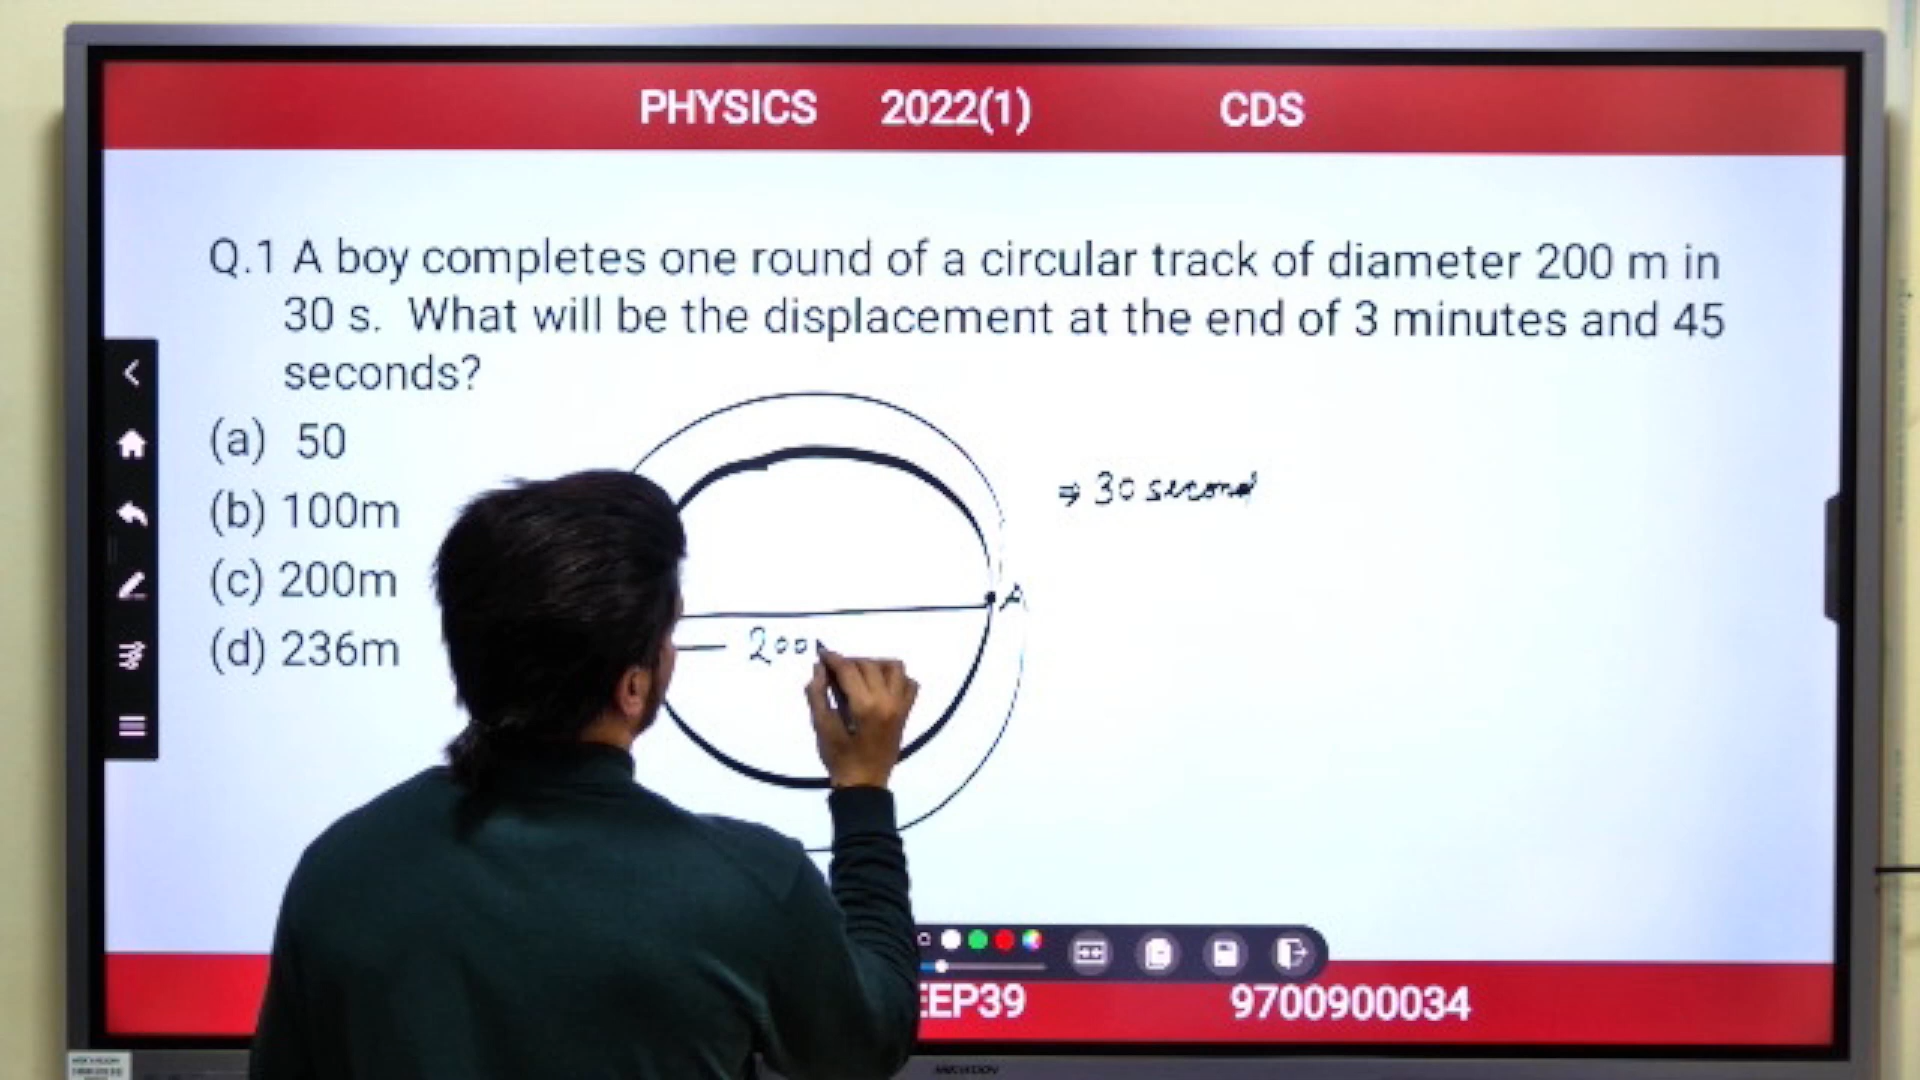 PHYSICS 2022(1) CDS
Q.1 A boy completes one round of a circular track of diameter 200 m in
30 s. What will be the displacement at the end of 3 minutes and 45
seconds?
(a) 50
(b) 100m
(c) 200m
(d) 236m
⇒ 30 second
A
200
EEP39 9700900034